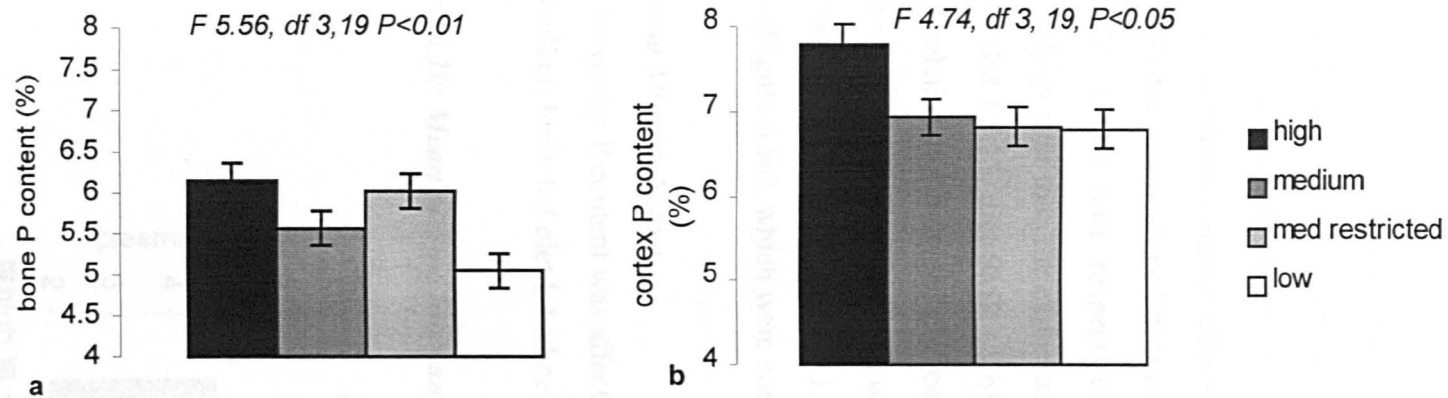 F 5.56, df 3,19 P<0.01
bone P content (%)
8
7.5
7
6.5
6
5.5
5
4.5
4
a
F 4.74, df 3, 19, P<0.05
cortex P content
(%)
8
7
6
5
4
b
high
medium
med restricted
low